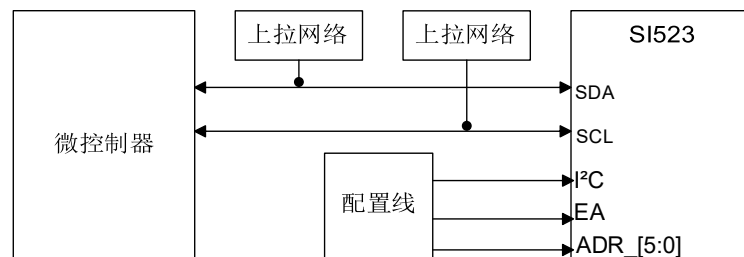 上拉网络
上拉网络
SI523
微控制器
SDA
SCL
配置线
I²C
EA
ADR_[5:0]